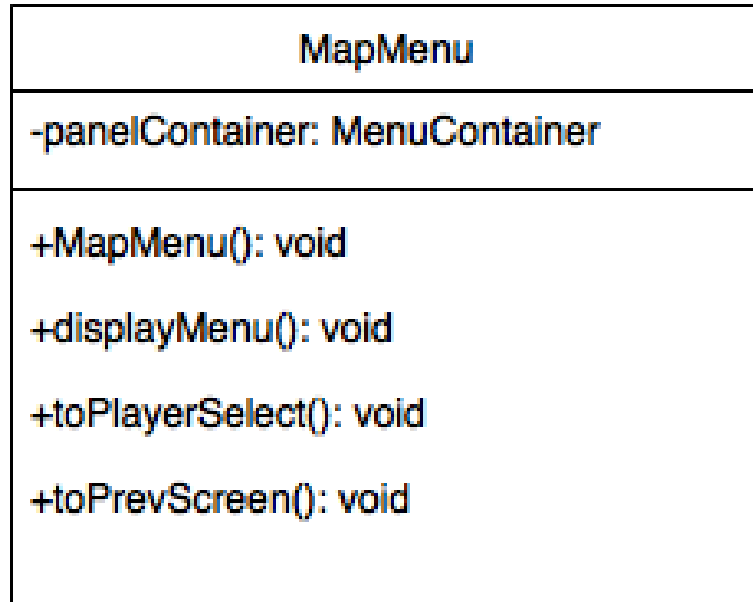 MapMenu
-panelContainer: MenuContainer
+MapMenu(): void
+displayMenu(): void
+toPlayerSelect(): void
+toPrevScreen(): void